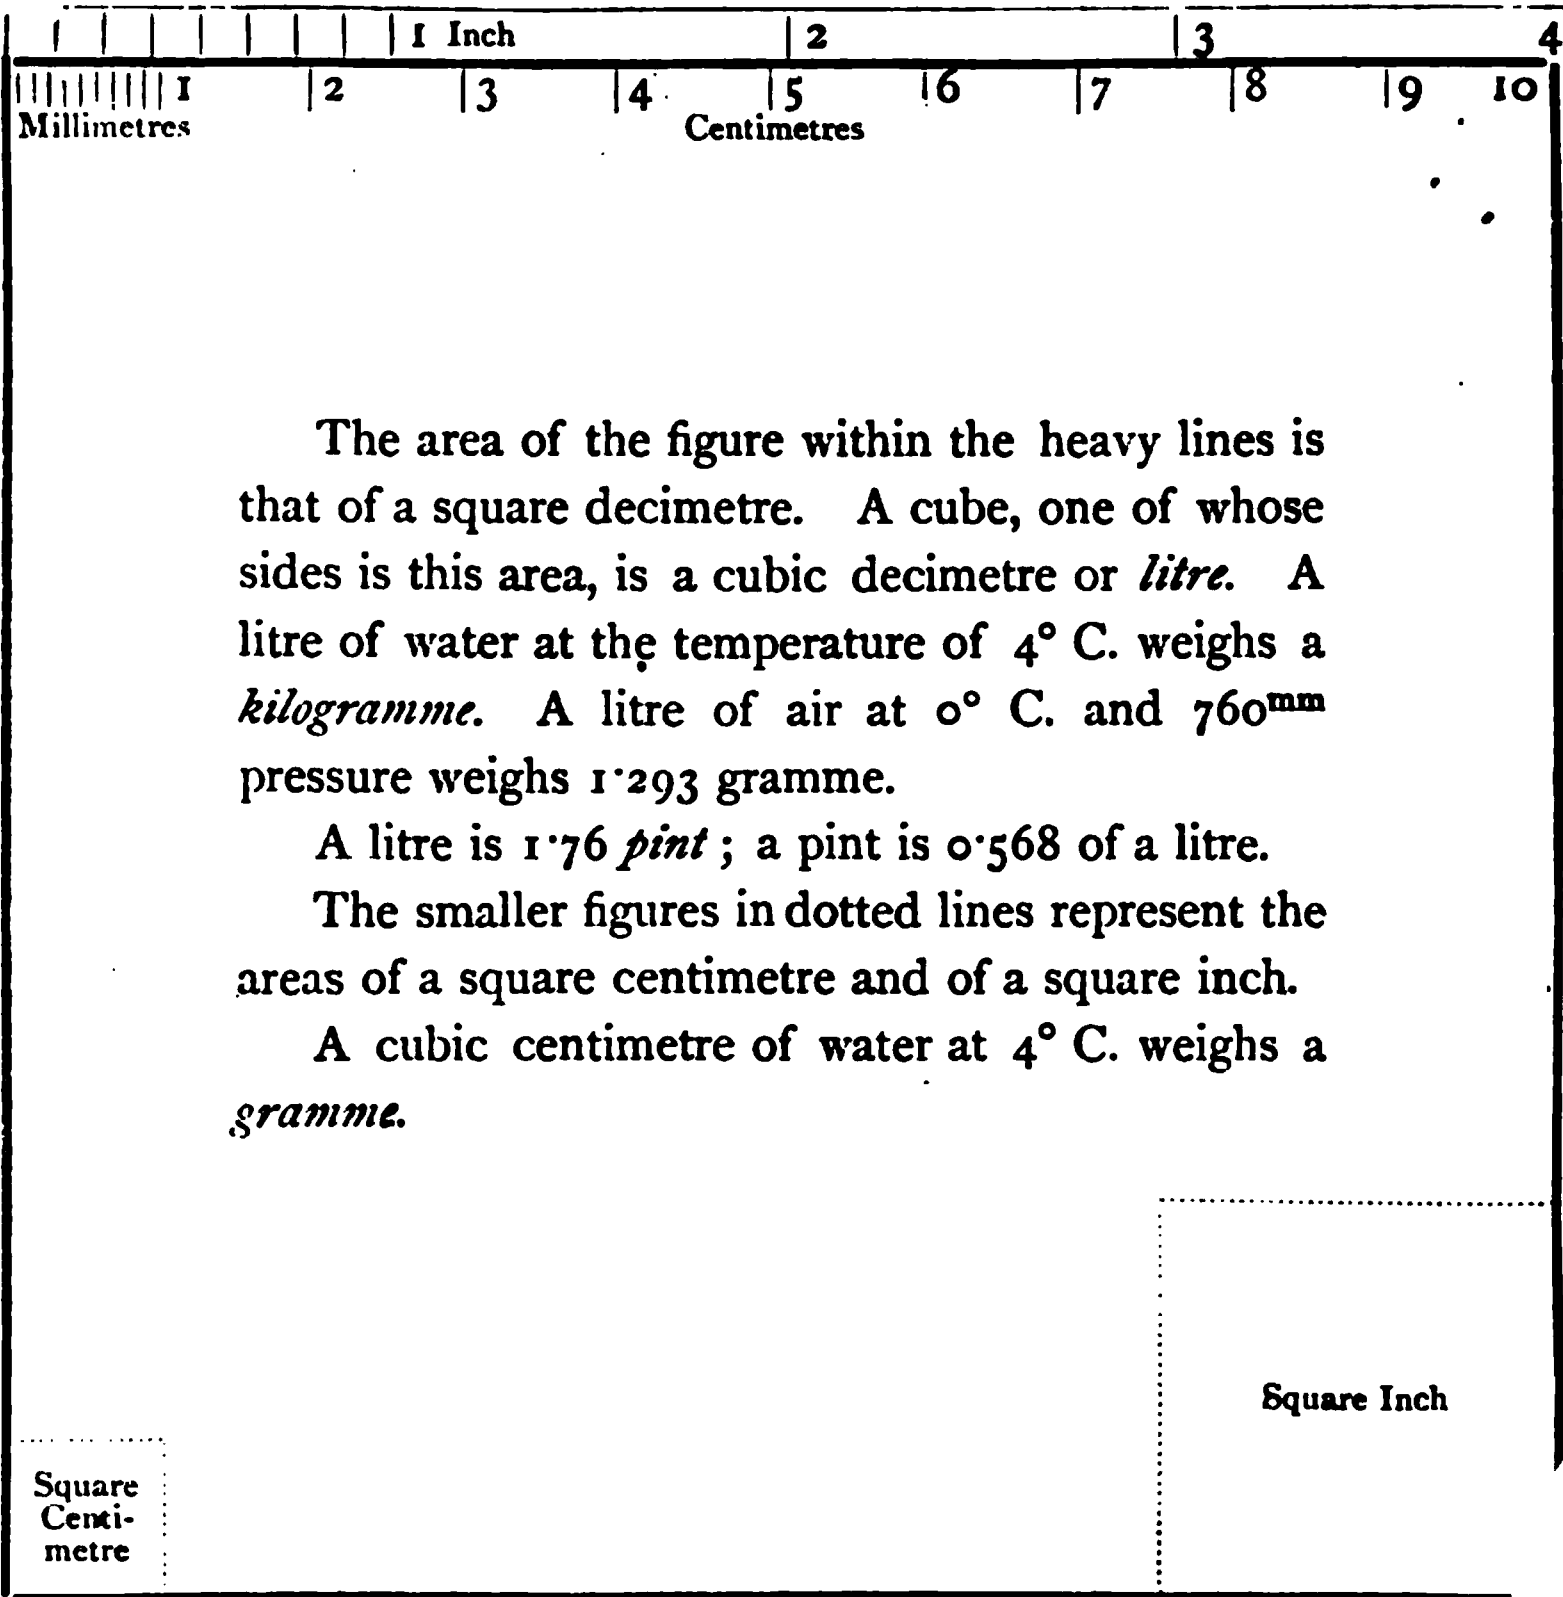 1 Inch 2 3 4
1 2 3 4 5 6 7 8 9 10
Millimetres Centimetres
The area of the figure within the heavy lines is
that of a square decimetre. A cube, one of whose
sides is this area, is a cubic decimetre or litre. A
litre of water at the temperature of 4° C. weighs a
kilogramme. A litre of air at 0° C. and 760mm
pressure weighs 1·293 gramme.
A litre is 1·76 pint; a pint is 0·568 of a litre.
The smaller figures in dotted lines represent the
areas of a square centimetre and of a square inch.
A cubic centimetre of water at 4° C. weighs a
gramme.
Square Inch
Square
Centi-
metre